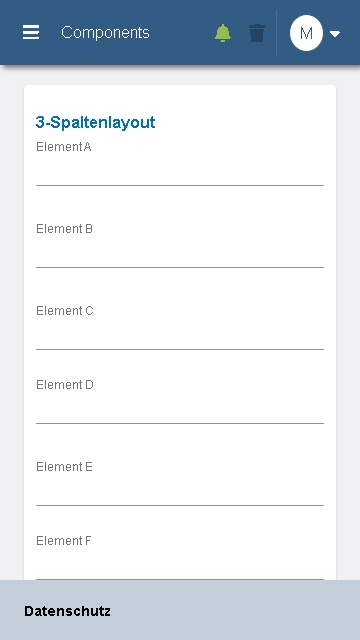 Components
M
3-Spaltenlayout
Element A
Element B
Element C
Element D
Element E
Element F
Datenschutz